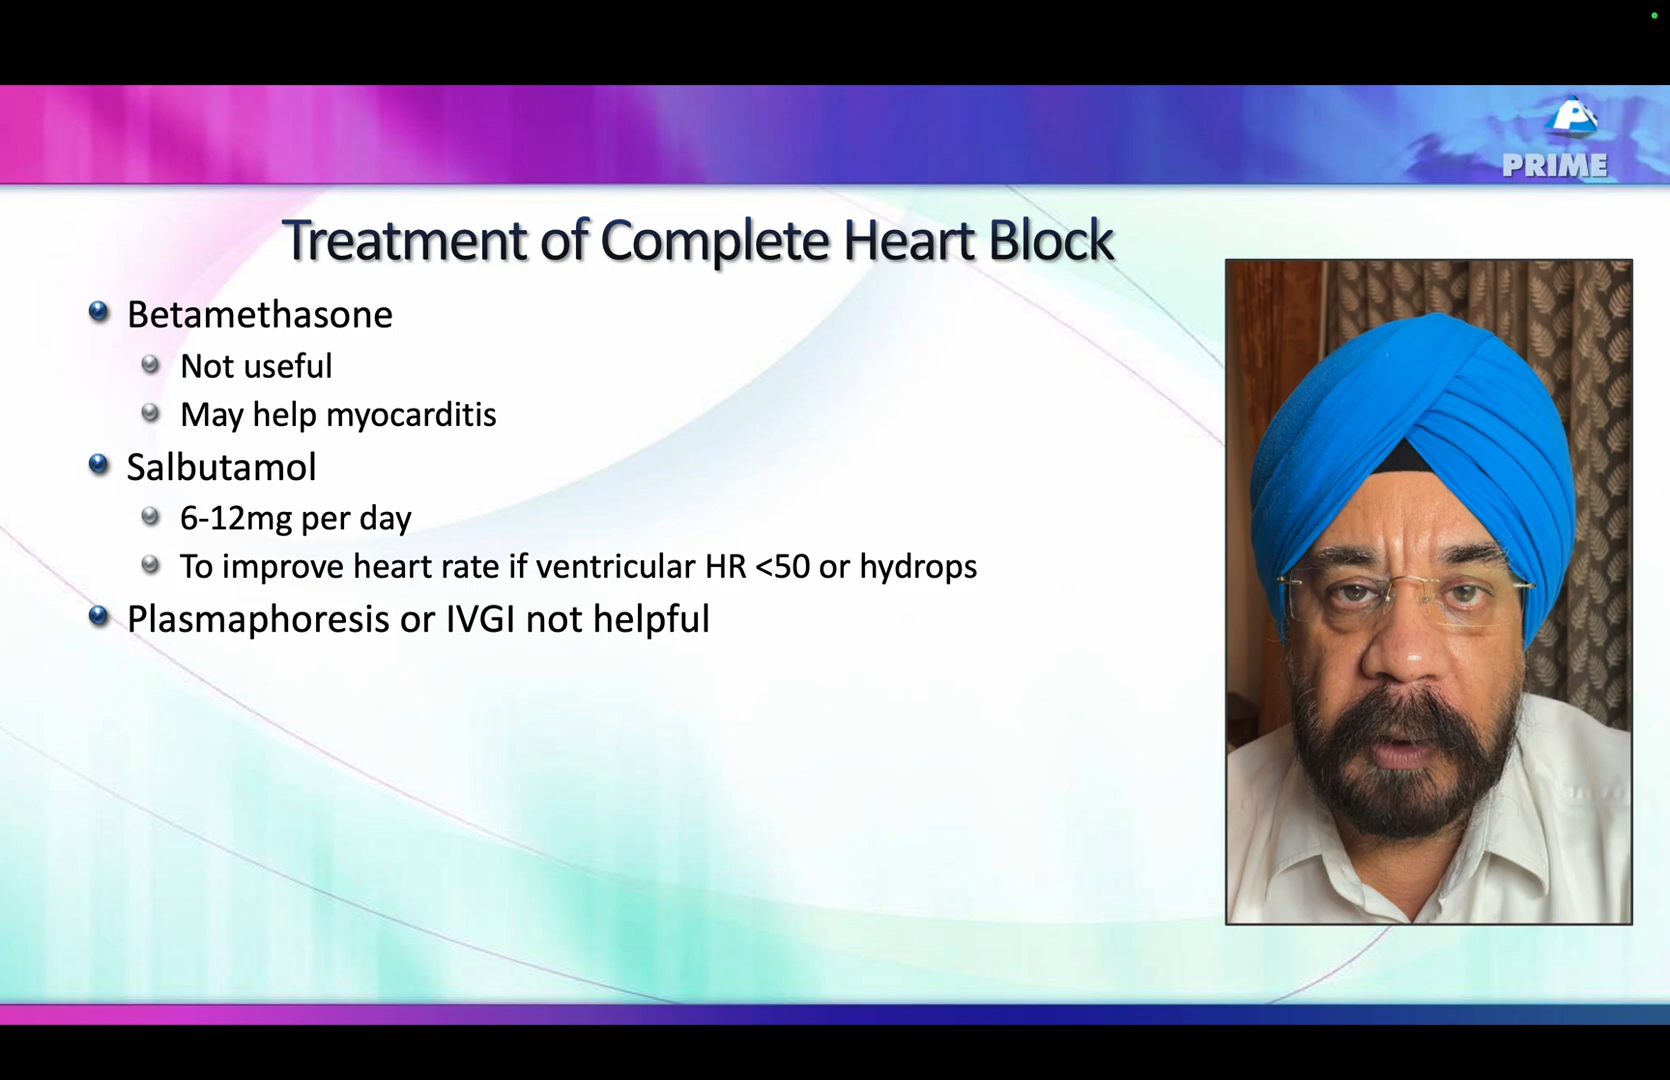 PRIME
Treatment of Complete Heart Block
Betamethasone
Not useful
May help myocarditis
Salbutamol
6-12mg per day
To improve heart rate if ventricular HR <50 or hydrops
Plasmaphoresis or IVGI not helpful